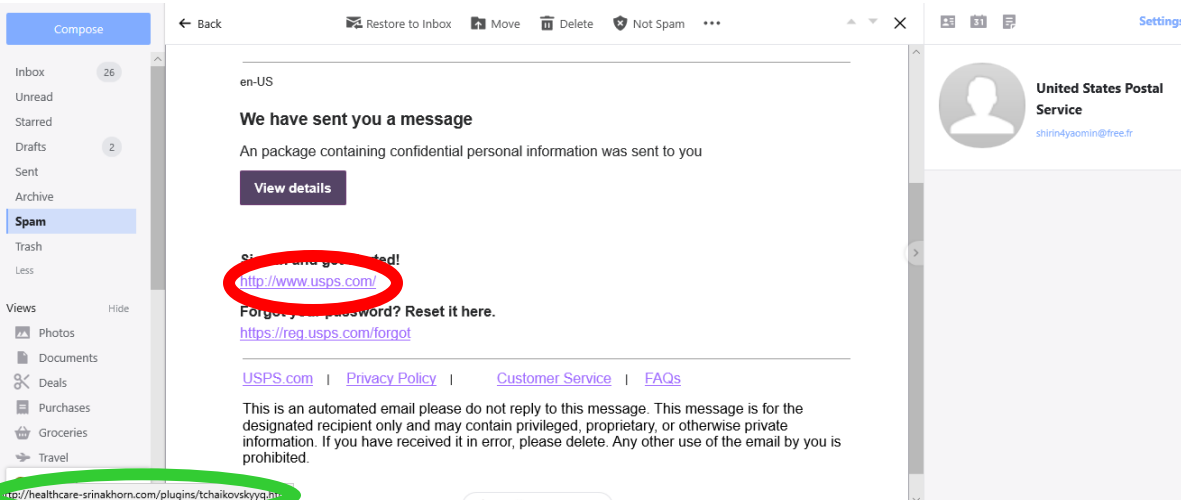 Compose
Back
Restore to Inbox
Move
Delete
Not Spam
Settings
Inbox 26
Unread
Starred
Drafts 2
Sent
Archive
Spam
Trash
Less
Views Hide
Photos
Documents
Deals
Purchases
Groceries
Travel
en-US
We have sent you a message
An package containing confidential personal information was sent to you
View details
http://www.usps.com/
password? Reset it here.
https://reg.usps.com/forgot
USPS.com | Privacy Policy | Customer Service | FAQs
This is an automated email please do not reply to this message. This message is for the
designated recipient only and may contain privileged, proprietary, or otherwise private
information. If you have received it in error, please delete. Any other use of the email by you is
prohibited.
United States Postal
Service
shirin4yaomin@free.fr
http://healthcare-srinakhorn.com/plugins/tchaikovskyyq.